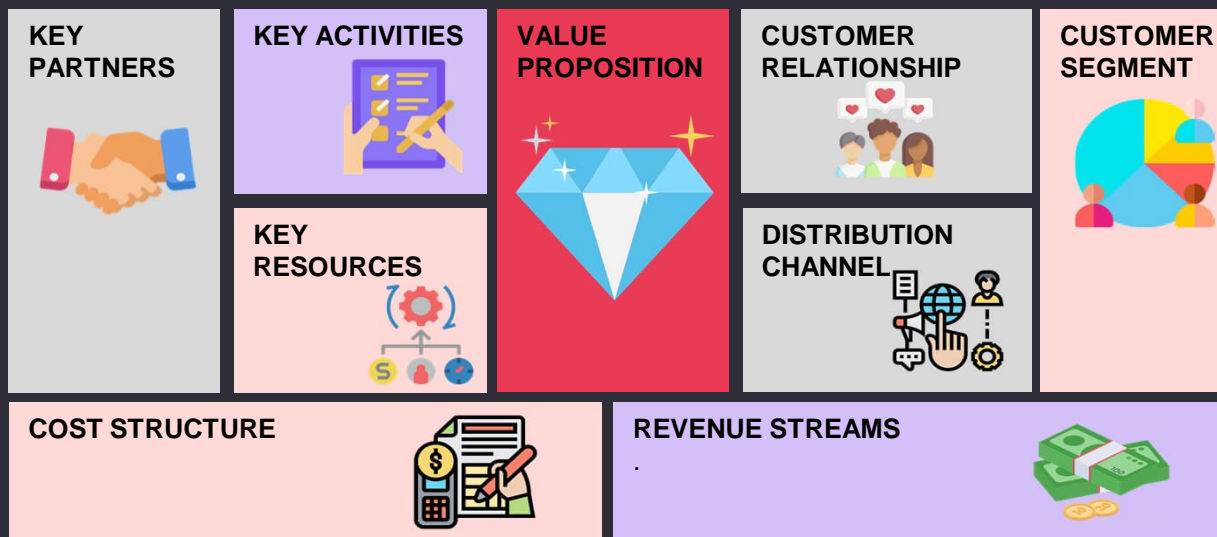 KEY
PARTNERS
KEY ACTIVITIES
KEY
RESOURCES
VALUE
PROPOSITION
CUSTOMER
RELATIONSHIP
DISTRIBUTION
CHANNEL
CUSTOMER
SEGMENT
COST STRUCTURE
REVENUE STREAMS
.